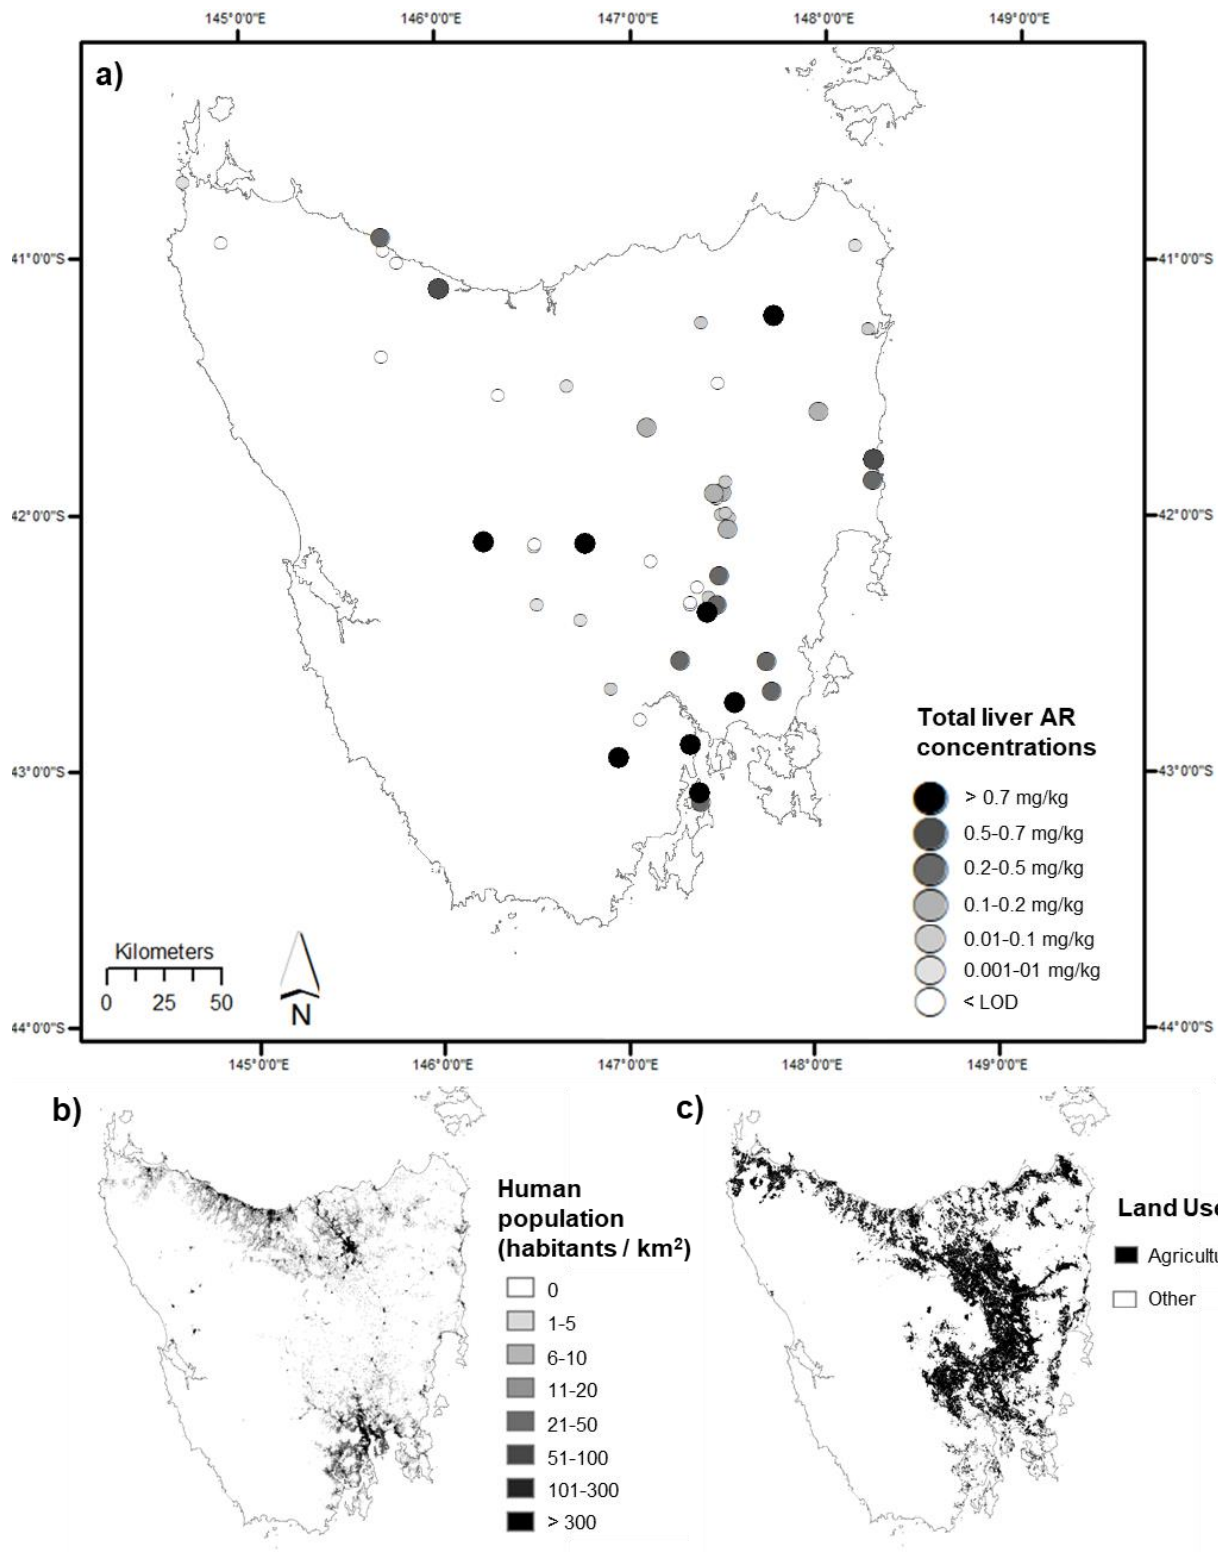 145°0'0"E 146°0'0"E 147°0'0"E 148°0'0"E 149°0'0"E
a)
41°0'0"S 41°0'0"S
42°0'0"S 42°0'0"S
Total liver AR
concentrations
43°0'0"S 43°0'0"S
> 0.7 mg/kg
0.5-0.7 mg/kg
0.2-0.5 mg/kg
0.1-0.2 mg/kg
0.01-0.1 mg/kg
0.001-01 mg/kg
< LOD
Kilometers
0 25 50
N
44°0'0"S 44°0'0"S
145°0'0"E 146°0'0"E 147°0'0"E 148°0'0"E 149°0'0"E
b)
Human
population
(habitants / km²)
0
1-5
6-10
11-20
21-50
51-100
101-300
> 300
c)
Land Use
Agricultu
Other